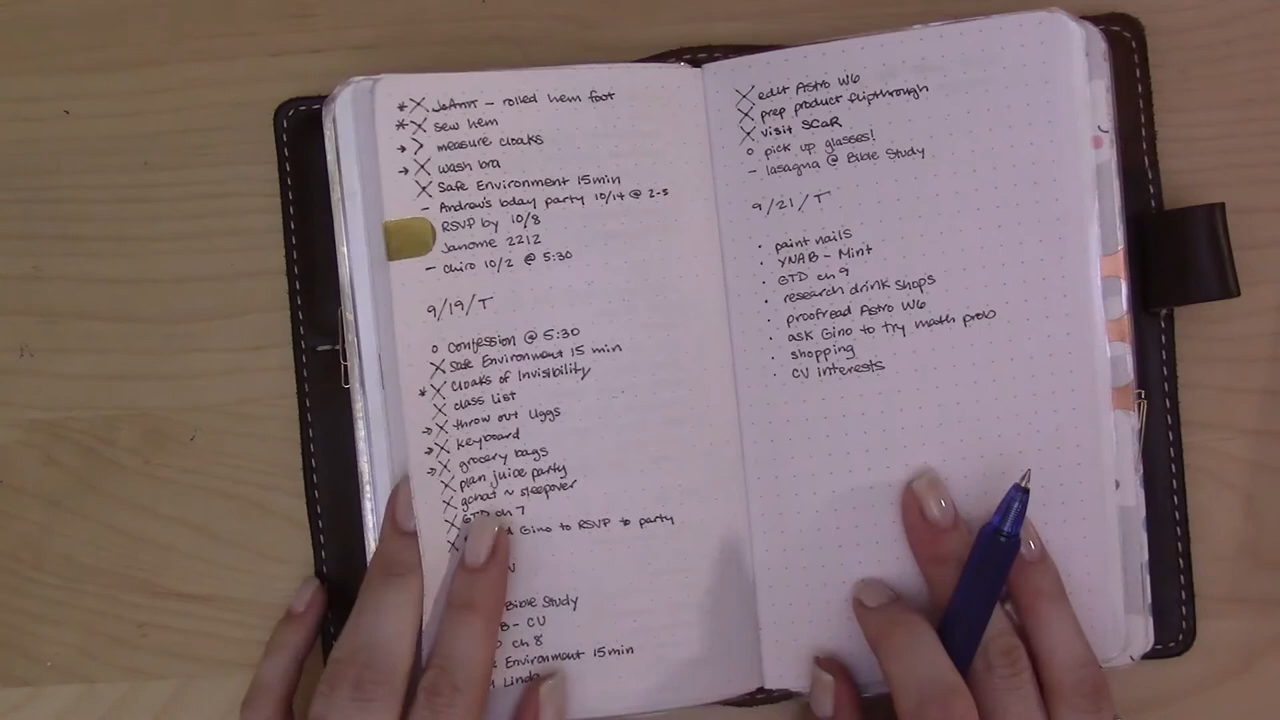 * X JoAnn – rolled hem foot
* X sew hem
→ > measure cloaks
→ X wash bra
X Safe Environment 15min
– Andrew's bday party 10/14 @ 2-5
RSVP by 10/8
Janome 2212
– chiro 10/2 @ 5:30
9/19/T
o Confession @ 5:30
X Safe Environment 15 min
* X Cloaks of Invisibility
X class list
→ X throw out Uggs
→ X keyboard
→ X grocery bags
X plan juice party
X gchat ~ sleepover
X GTD ch 7
X Gino to RSVP to party
Bible Study
B – CU
ch 8
Environment 15min
Linda
X edit Astro W6
X prep product flipthrough
X visit SCaR
o pick up glasses!
– lasagna @ Bible Study
9/21/T
· paint nails
· YNAB – Mint
· GTD ch 9
· research drink shops
· proofread Astro W6
· ask Gino to try math prob
· shopping
· CV interests